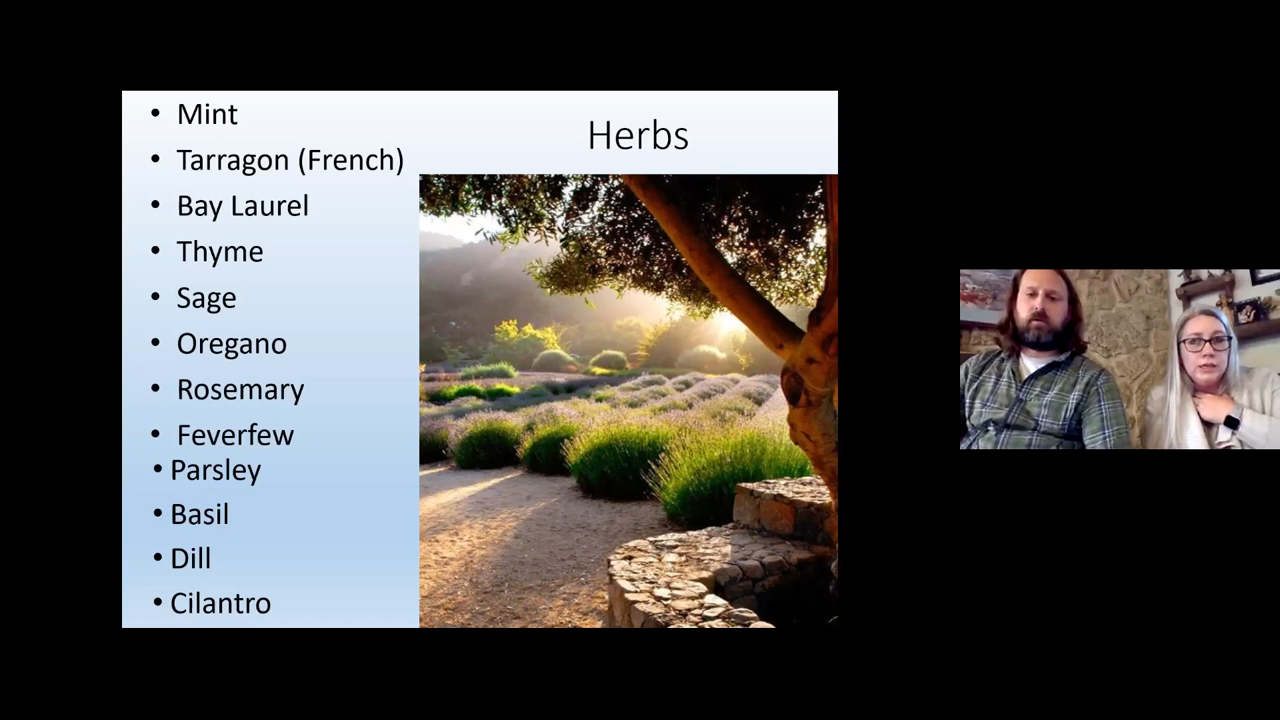 Herbs
• Mint
• Tarragon (French)
• Bay Laurel
• Thyme
• Sage
• Oregano
• Rosemary
• Feverfew
• Parsley
• Basil
• Dill
• Cilantro